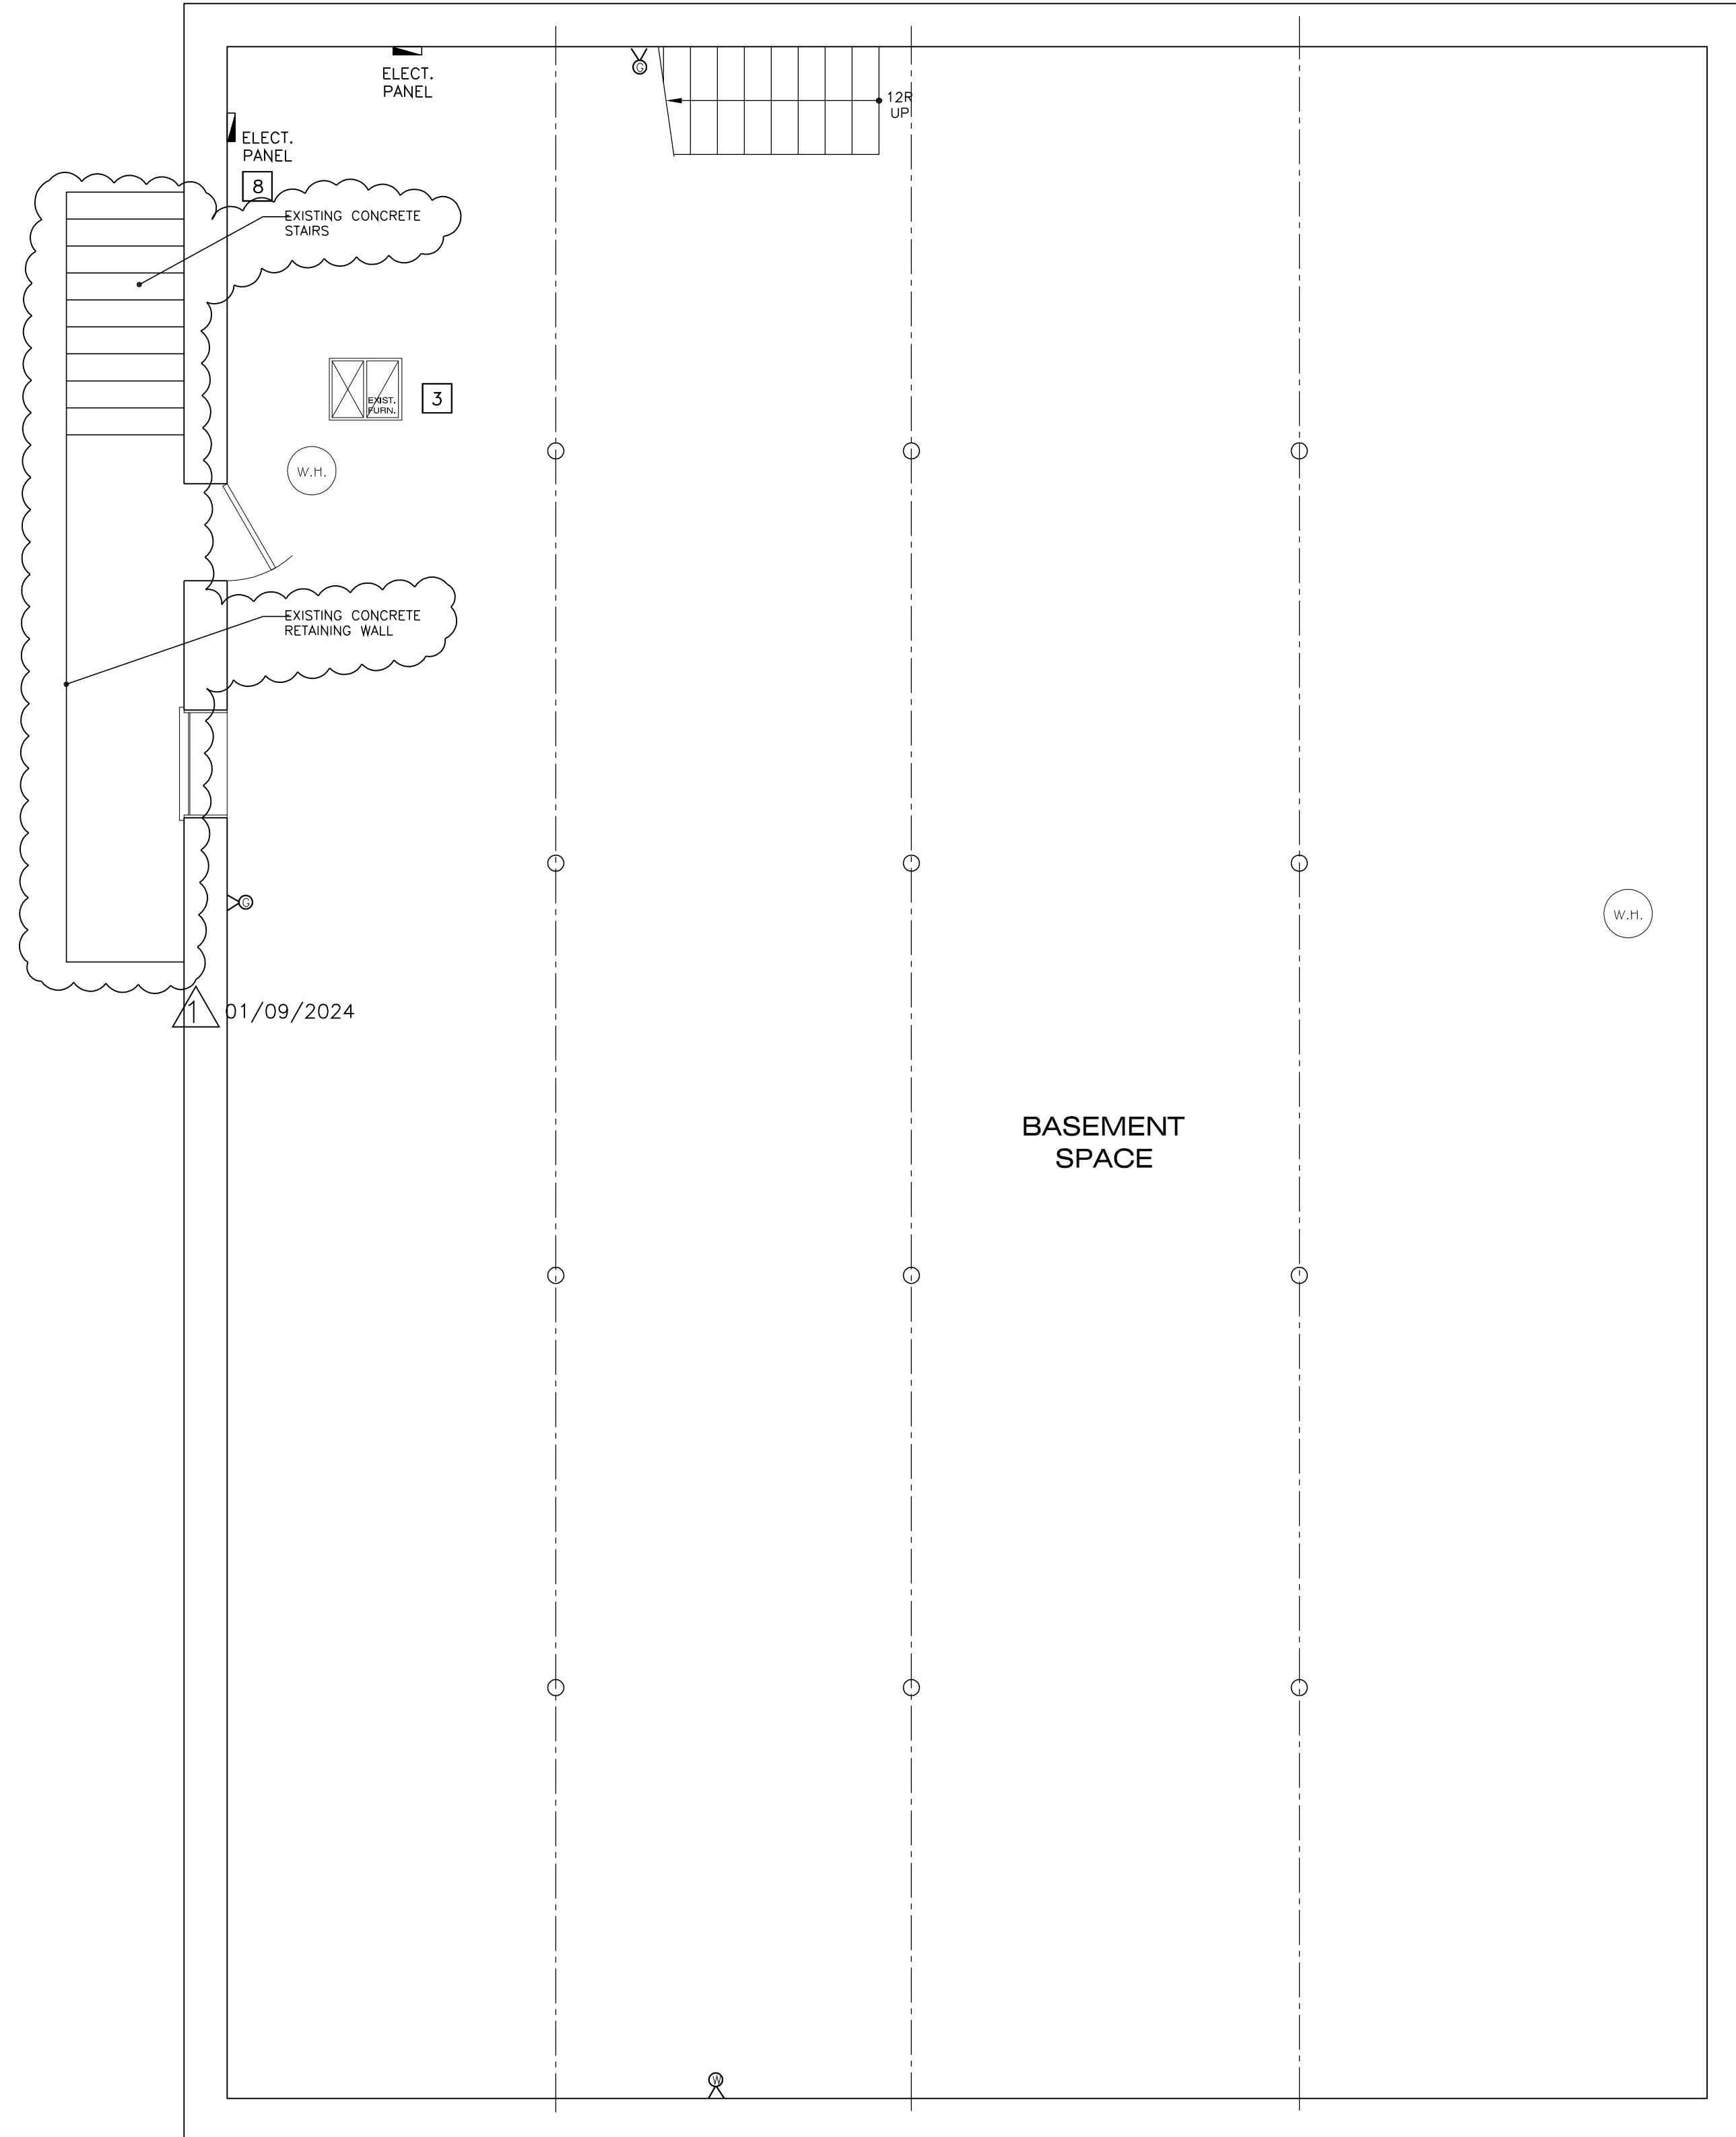 ELECT.
PANEL
G
12R
UP
ELECT.
PANEL
8
EXISTING CONCRETE
STAIRS
EXIST.
FURN.
3
W.H.
EXISTING CONCRETE
RETAINING WALL
G
W.H.
1
01/09/2024
BASEMENT
SPACE
W